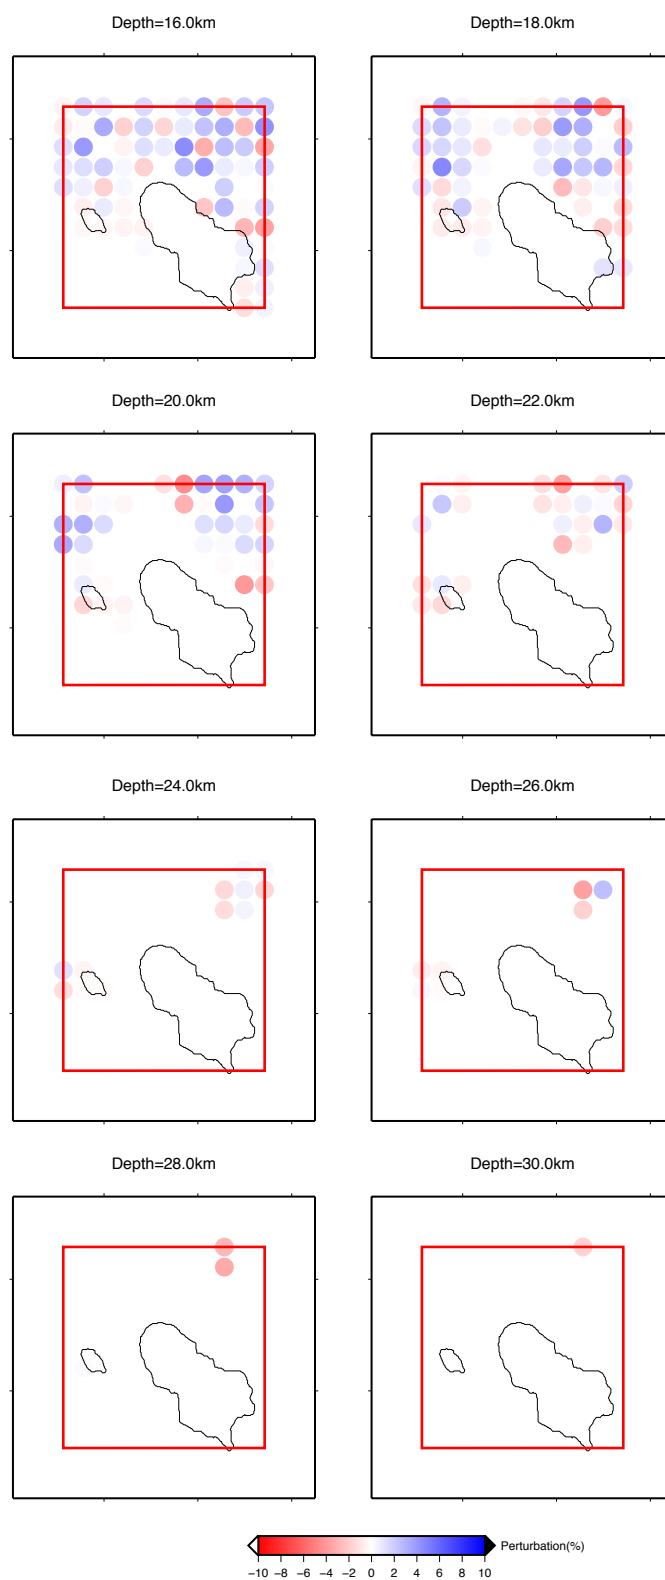 Depth=16.0km
Depth=18.0km
Depth=20.0km
Depth=22.0km
Depth=24.0km
Depth=26.0km
Depth=28.0km
Depth=30.0km
Perturbation(%)
−10 −8 −6 −4 −2 0 2 4 6 8 10